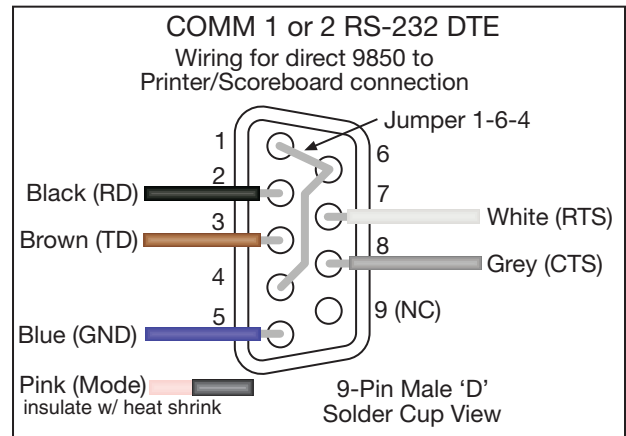 COMM 1 or 2 RS-232 DTE
Wiring for direct 9850 to
Printer/Scoreboard connection
Jumper 1-6-4
1
6
2
Black (RD)
7
White (RTS)
3
Brown (TD)
8
Grey (CTS)
4
9 (NC)
5
Blue (GND)
Pink (Mode)
insulate w/ heat shrink
9-Pin Male ‘D’
Solder Cup View